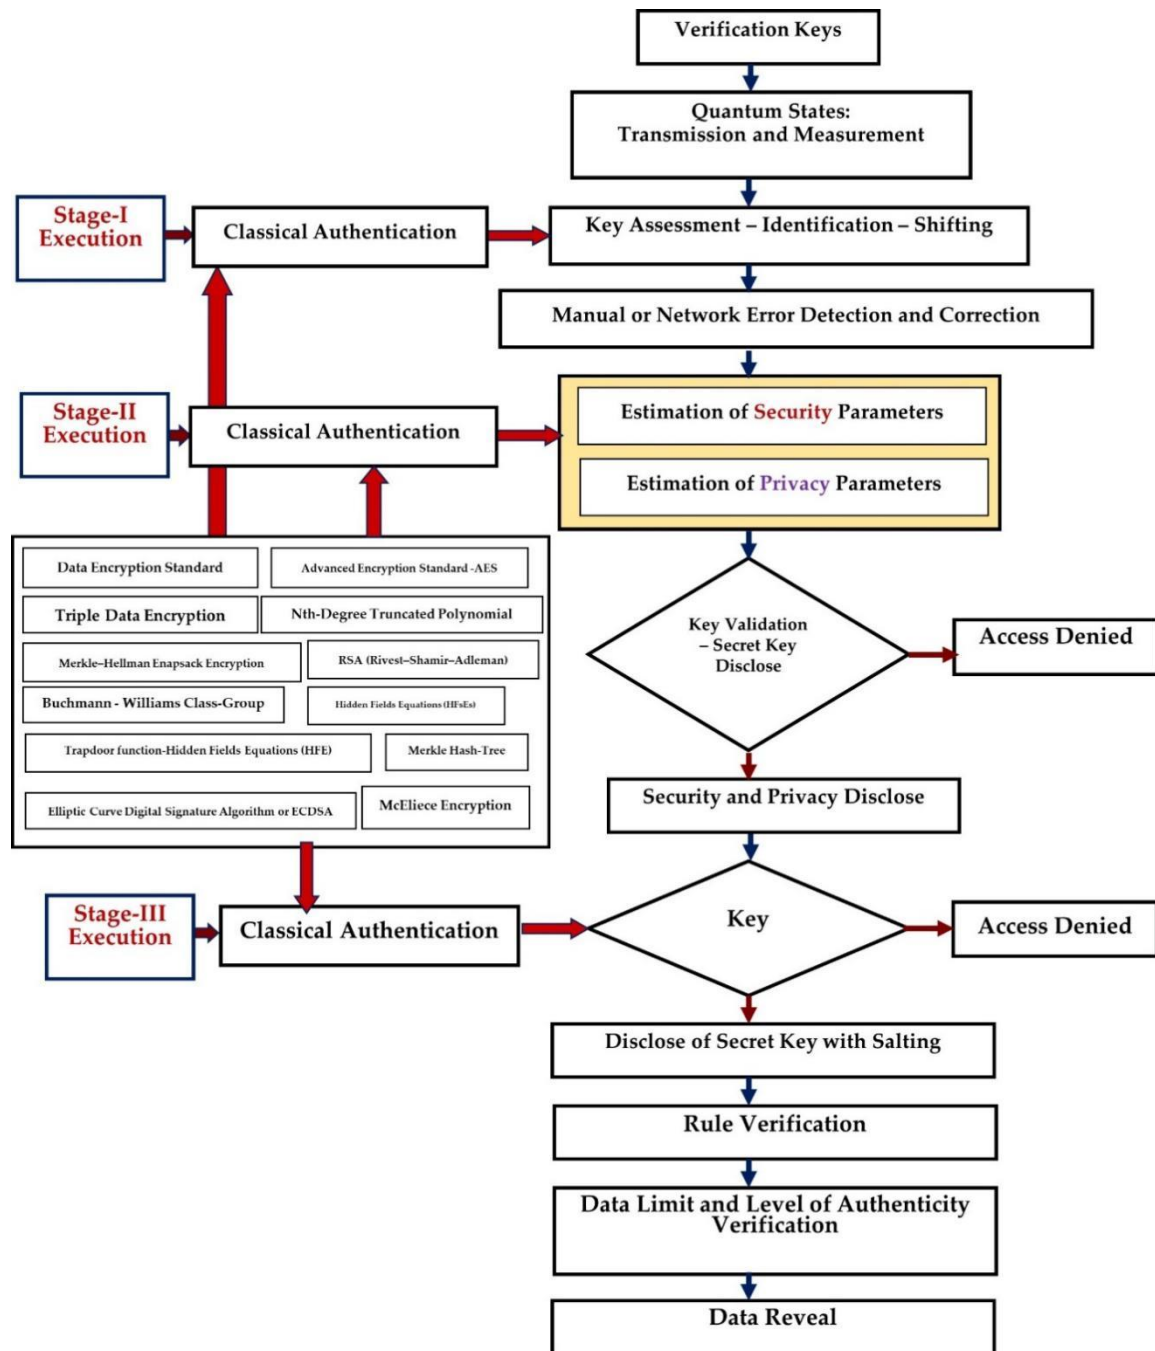 Verification Keys
Quantum States:
Transmission and Measurement
Stage-I
Execution
Classical Authentication
Key Assessment – Identification – Shifting
Manual or Network Error Detection and Correction
Stage-II
Execution
Classical Authentication
Estimation of Security Parameters
Estimation of Privacy Parameters
Data Encryption Standard
Advanced Encryption Standard -AES
Triple Data Encryption
Nth-Degree Truncated Polynomial
Merkle–Hellman Enapsack Encryption
RSA (Rivest–Shamir–Adleman)
Buchmann - Williams Class-Group
Hidden Fields Equations (HFsEs)
Trapdoor function-Hidden Fields Equations (HFE)
Merkle Hash-Tree
Elliptic Curve Digital Signature Algorithm or ECDSA
McEliece Encryption
Key Validation
– Secret Key
Disclose
Access Denied
Security and Privacy Disclose
Stage-III
Execution
Classical Authentication
Key
Access Denied
Disclose of Secret Key with Salting
Rule Verification
Data Limit and Level of Authenticity
Verification
Data Reveal